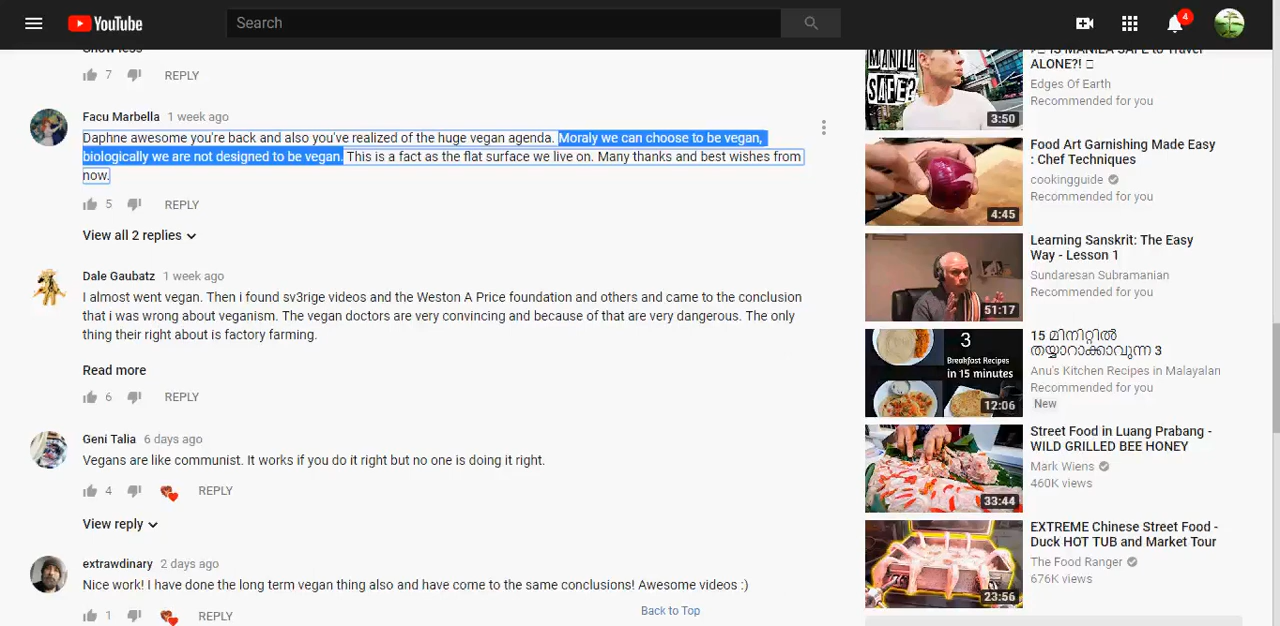 YouTube
Search
4
Show less
7 REPLY
Facu Marbella 1 week ago
Daphne awesome you're back and also you've realized of the huge vegan agenda. Moraly we can choose to be vegan,
biologically we are not designed to be vegan. This is a fact as the flat surface we live on. Many thanks and best wishes from
now.
5 REPLY
View all 2 replies
Dale Gaubatz 1 week ago
I almost went vegan. Then i found sv3rige videos and the Weston A Price foundation and others and came to the conclusion
that i was wrong about veganism. The vegan doctors are very convincing and because of that are very dangerous. The only
thing their right about is factory farming.
Read more
6 REPLY
Geni Talia 6 days ago
Vegans are like communist. It works if you do it right but no one is doing it right.
4 REPLY
View reply
extrawdinary 2 days ago
Nice work! I have done the long term vegan thing also and have come to the same conclusions! Awesome videos :)
1 REPLY
Back to Top
MANILA
SAFE?
3:50
IS MANILA SAFE to Travel
ALONE?!
Edges Of Earth
Recommended for you
4:45
Food Art Garnishing Made Easy
: Chef Techniques
cookingguide
Recommended for you
51:17
Learning Sanskrit: The Easy
Way - Lesson 1
Sundaresan Subramanian
Recommended for you
3
Breakfast Recipes
in 15 minutes
12:06
15 മിനിറ്റിൽ
തയ്യാറാക്കാവുന്ന 3
Anu's Kitchen Recipes in Malayalan
Recommended for you
New
33:44
Street Food in Luang Prabang -
WILD GRILLED BEE HONEY
Mark Wiens
460K views
23:56
EXTREME Chinese Street Food -
Duck HOT TUB and Market Tour
The Food Ranger
676K views